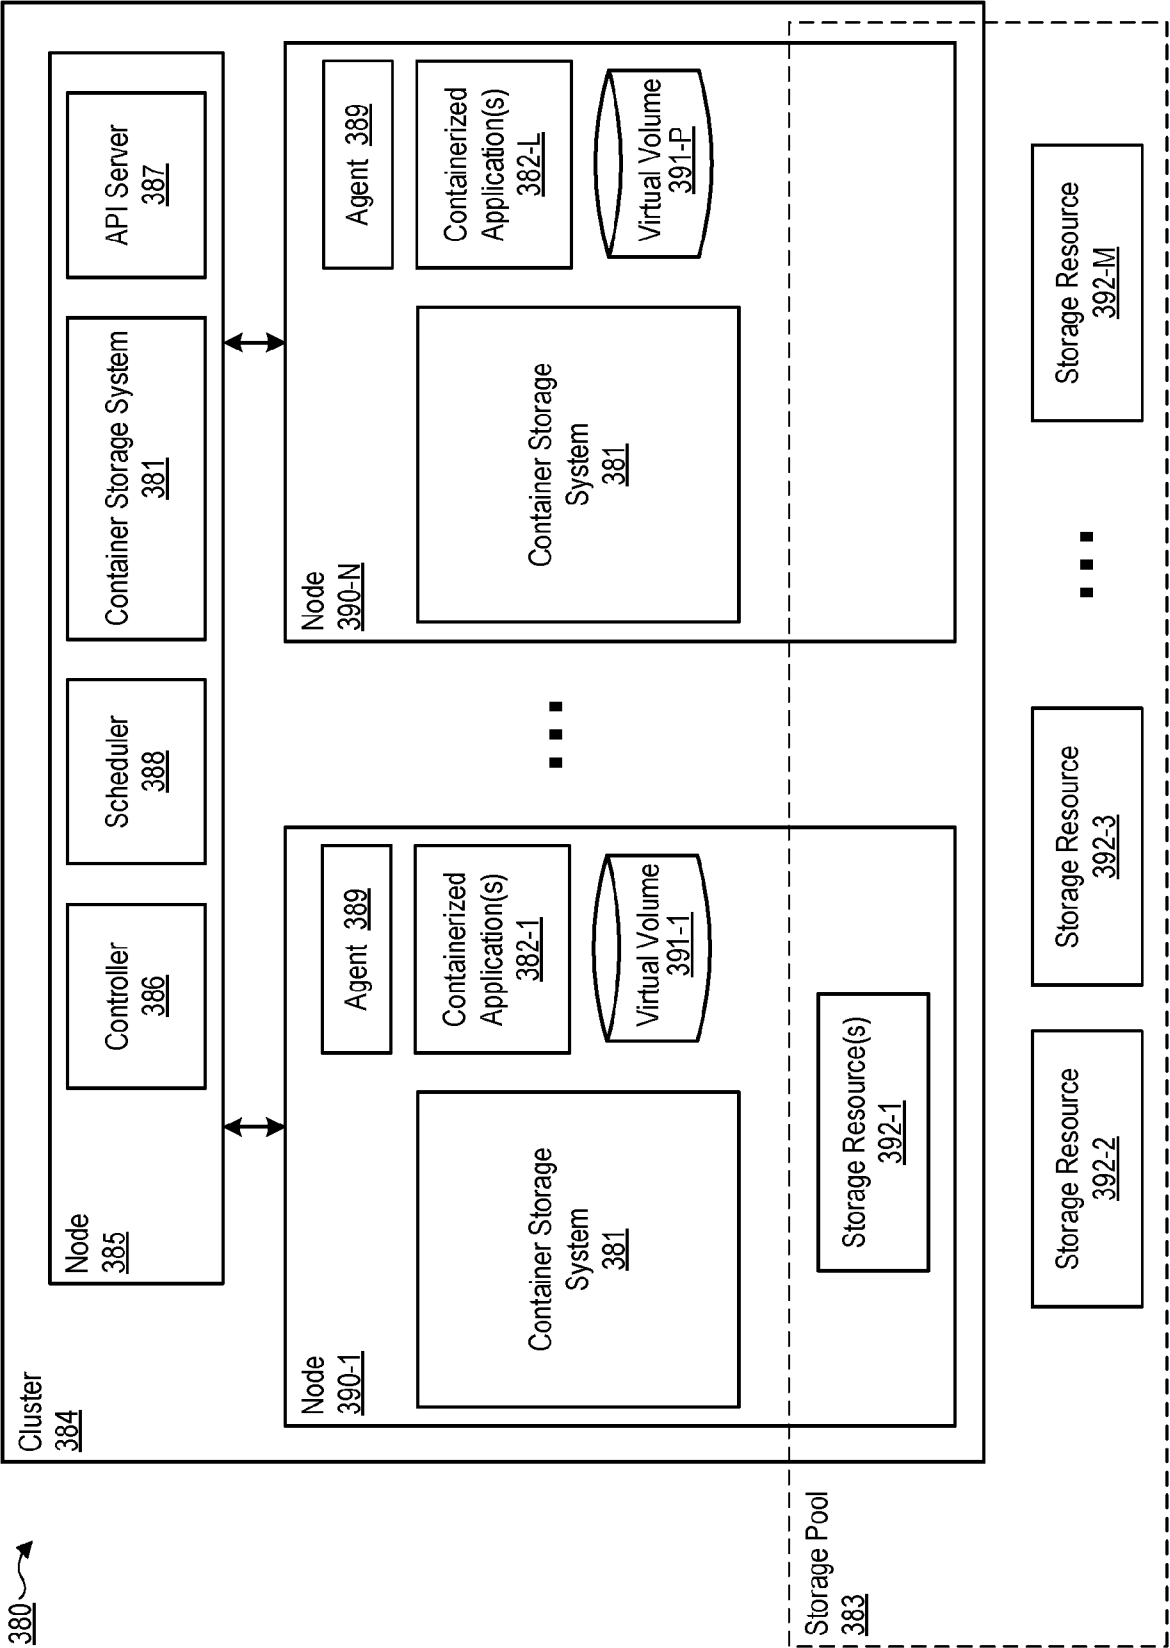 380
Cluster
384
Node
385
Controller
386
Scheduler
388
Container Storage System
381
API Server
387
Node
390-1
Agent 389
Containerized
Application(s)
382-1
Container Storage
System
381
Virtual Volume
391-1
Storage Resource(s)
392-1
Node
390-N
Agent 389
Containerized
Application(s)
382-L
Container Storage
System
381
Virtual Volume
391-P
Storage Pool
383
Storage Resource
392-2
Storage Resource
392-3
Storage Resource
392-M